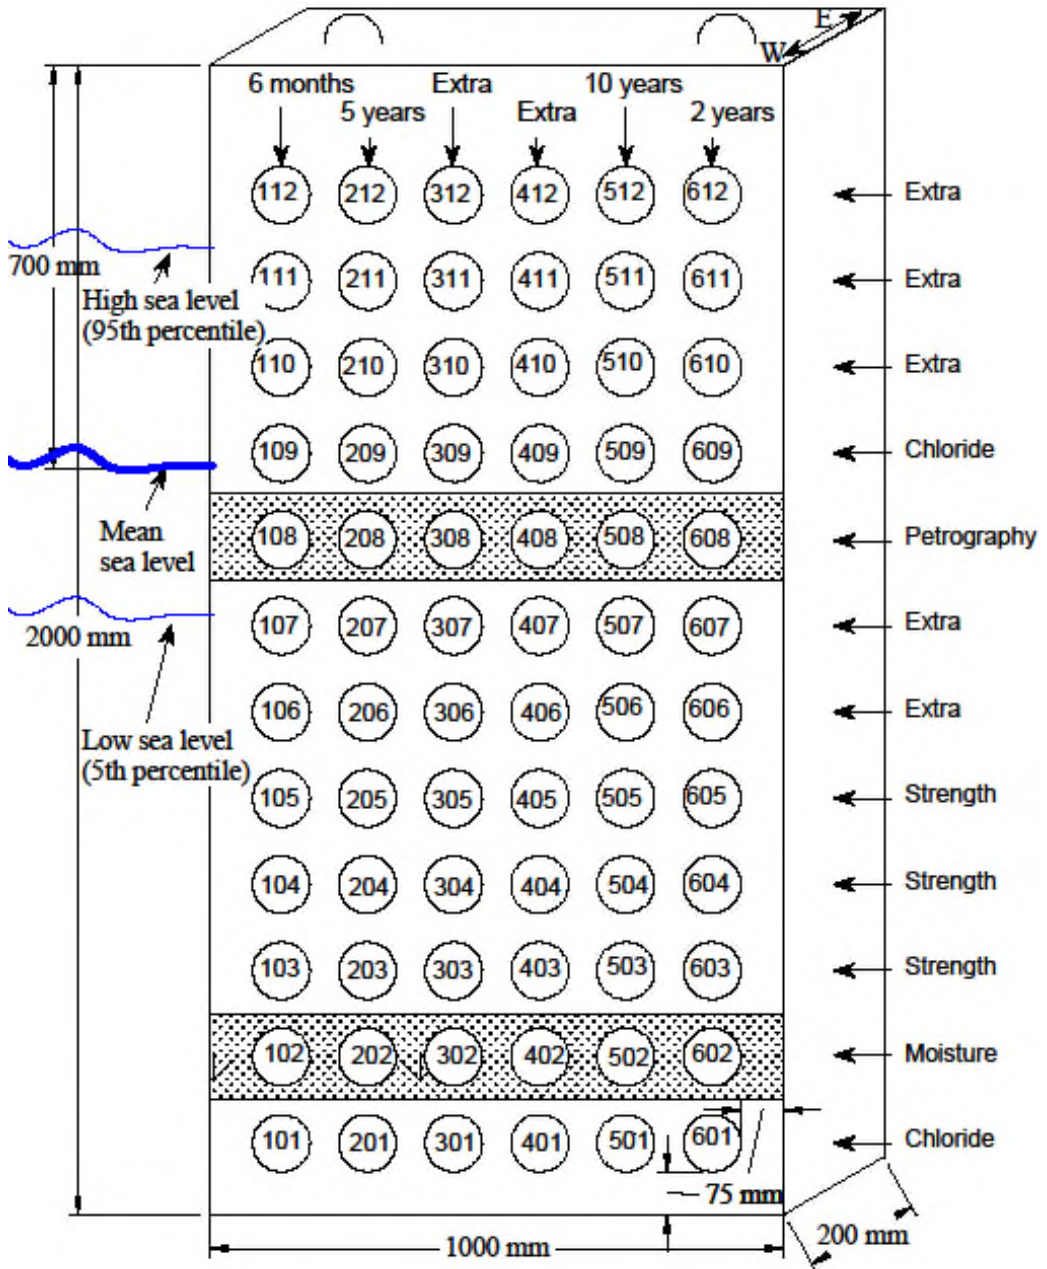 E
W
6 months
Extra
10 years
5 years
Extra
2 years
112 212 312 412 512 612
Extra
700 mm
High sea level
(95th percentile)
111 211 311 411 511 611
Extra
110 210 310 410 510 610
Extra
109 209 309 409 509 609
Chloride
Mean
sea level
108 208 308 408 508 608
Petrography
2000 mm
107 207 307 407 507 607
Extra
106 206 306 406 506 606
Extra
Low sea level
(5th percentile)
105 205 305 405 505 605
Strength
104 204 304 404 504 604
Strength
103 203 303 403 503 603
Strength
102 202 302 402 502 602
Moisture
101 201 301 401 501 601
Chloride
75 mm
200 mm
1000 mm